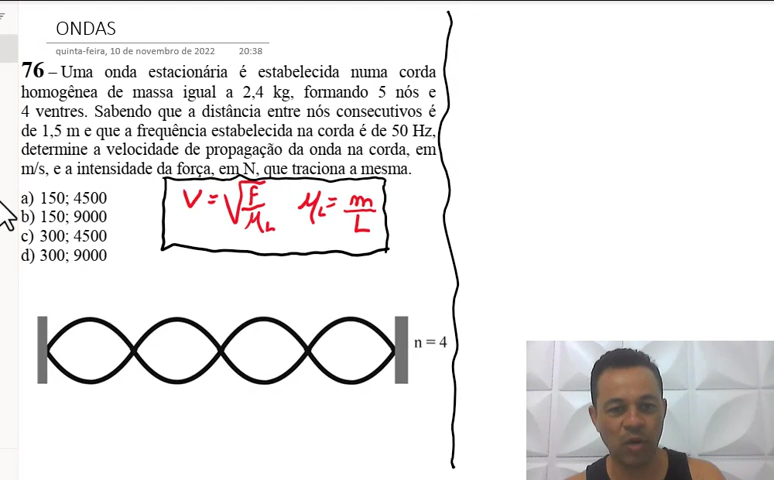 ONDAS
quinta-feira, 10 de novembro de 2022 20:38
76 – Uma onda estacionária é estabelecida numa corda
homogênea de massa igual a 2,4 kg, formando 5 nós e
4 ventres. Sabendo que a distância entre nós consecutivos é
de 1,5 m e que a frequência estabelecida na corda é de 50 Hz,
determine a velocidade de propagação da onda na corda, em
m/s, e a intensidade da força, em N, que traciona a mesma.
a) 150; 4500
b) 150; 9000
c) 300; 4500
d) 300; 9000
V = √F/μL μL = m/L
n = 4